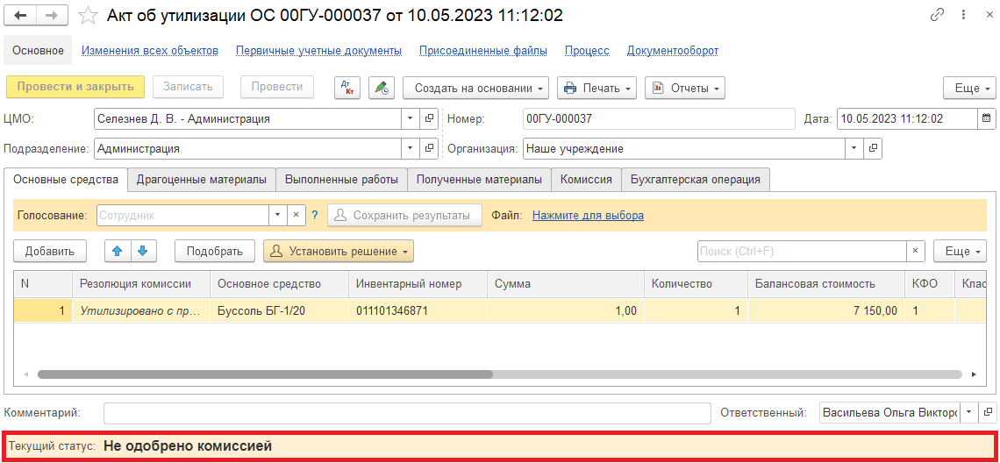 Акт об утилизации ОС 00ГУ-000037 от 10.05.2023 11:12:02
Основное Изменения всех объектов Первичные учетные документы Присоединенные файлы Процесс Документооборот
Провести и закрыть Записать Провести Дт Кт Создать на основании Печать Отчеты Еще
ЦМО: Селезнев Д. В. - Администрация Номер: 00ГУ-000037 Дата: 10.05.2023 11:12:02
Подразделение: Администрация Организация: Наше учреждение
Основные средства Драгоценные материалы Выполненные работы Полученные материалы Комиссия Бухгалтерская операция
Голосование: Сотрудник ? Сохранить результаты Файл: Нажмите для выбора
Добавить Подобрать Установить решение Поиск (Ctrl+F) × Еще
N Резолюция комиссии Основное средство Инвентарный номер Сумма Количество Балансовая стоимость КФО Клас
1 Утилизировано с пр... Буссоль БГ-1/20 011101346871 1,00 1 7 150,00 1
Комментарий: Ответственный: Васильева Ольга Викторо
Текущий статус: Не одобрено комиссией